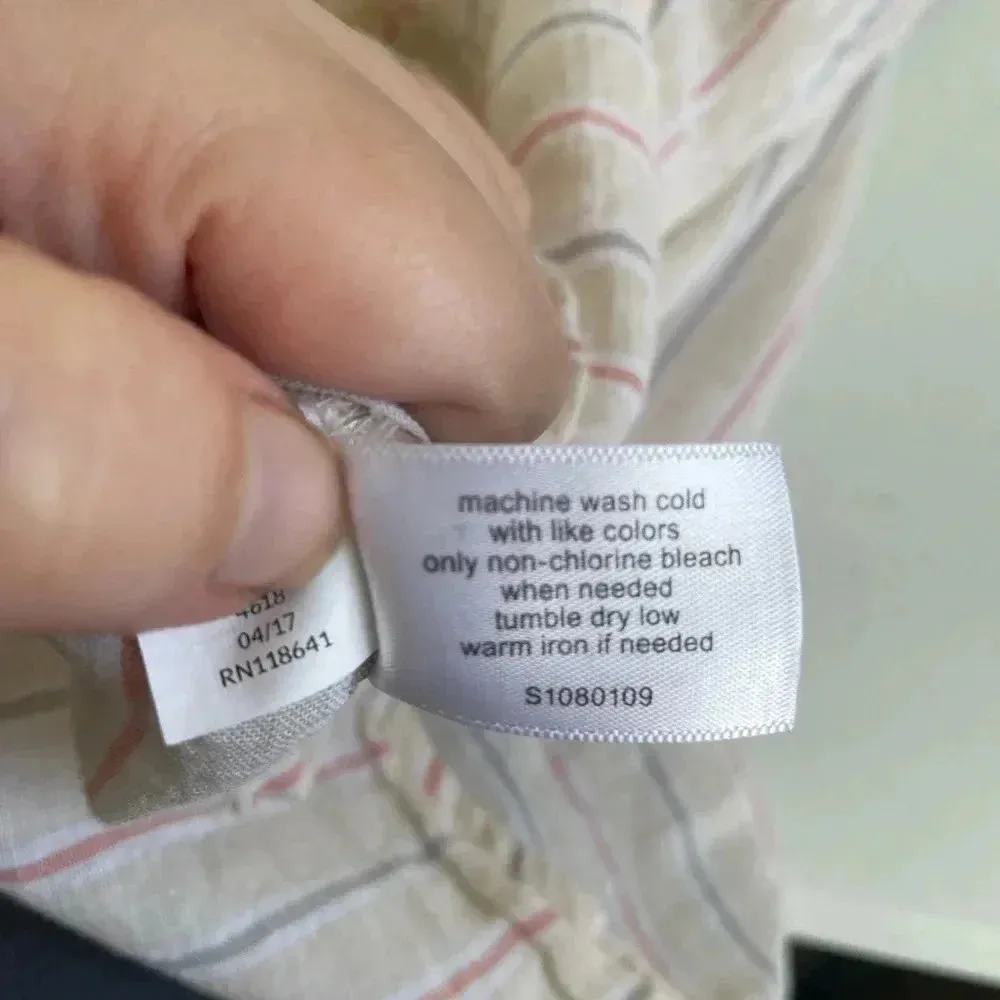 4618
04/17
RN118641
machine wash cold
with like colors
only non-chlorine bleach
when needed
tumble dry low
warm iron if needed
S1080109